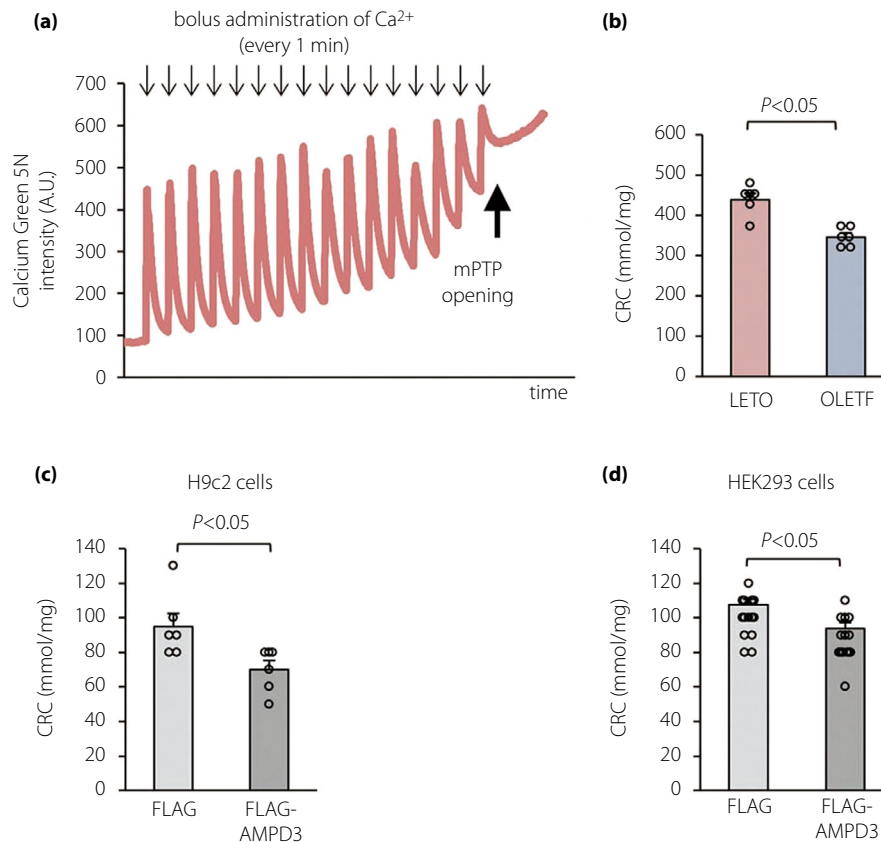 (a)
bolus administration of Ca²⁺
(every 1 min)
Calcium Green 5N
intensity (A.U.)
700
600
500
400
300
200
100
0
mPTP
opening
time
(b)
P<0.05
CRC (mmol/mg)
600
500
400
300
200
100
0
LETO
OLETF
(c)
H9c2 cells
P<0.05
CRC (mmol/mg)
140
120
100
80
60
40
20
0
FLAG
FLAG-
AMPD3
(d)
HEK293 cells
P<0.05
CRC (mmol/mg)
140
120
100
80
60
40
20
0
FLAG
FLAG-
AMPD3